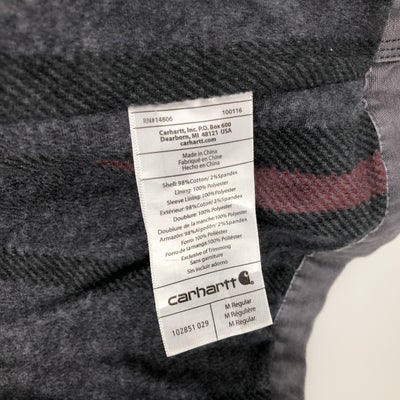 RN#14806 100116
Carhartt, Inc. P.O. Box 600
Dearborn, MI 48121 USA
carhartt.com
Made in China
Fabriqué en China
Hecho en China
Shell: 98%Cotton/ 2%Spandex
Lining: 100% Polyester
Sleeve Lining: 100% Polyester
Extérieur: 98%Coton/ 2%Spandex
Doublure: 100% Polyester
Doublure de la manche: 100% Polyester
Armazón: 98%Algodón/ 2%Spandex
Forro 100% Poliéster
Forro de la manga: 100% Poliéster
Exclusive of Trimming
Sans garniture
Sin incluir adorno
carhartt
102851 029
M Regular
M Regular